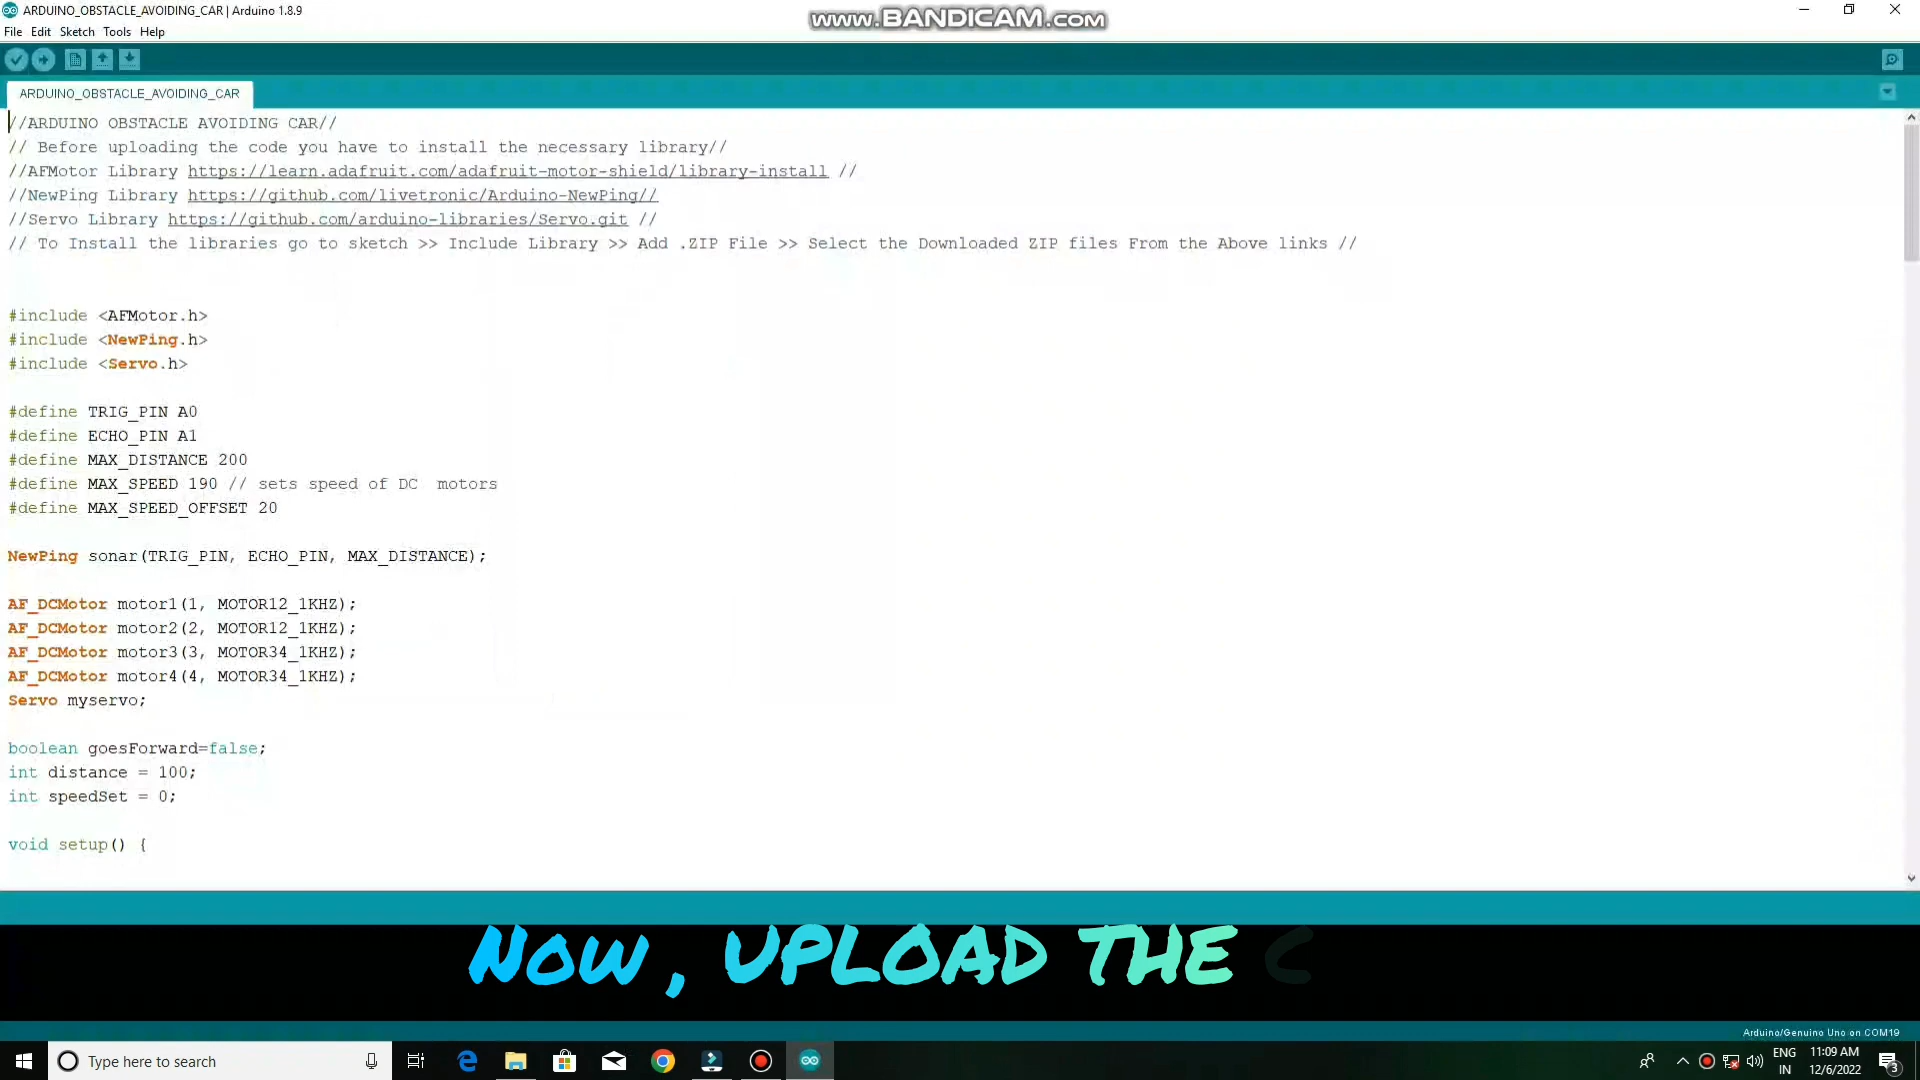 ARDUINO_OBSTACLE_AVOIDING_CAR | Arduino 1.8.9
www.BANDICAM.com
File Edit Sketch Tools Help
ARDUINO_OBSTACLE_AVOIDING_CAR
//ARDUINO OBSTACLE AVOIDING CAR//
// Before uploading the code you have to install the necessary library//
//AFMotor Library https://learn.adafruit.com/adafruit-motor-shield/library-install //
//NewPing Library https://github.com/livetronic/Arduino-NewPing//
//Servo Library https://github.com/arduino-libraries/Servo.git //
// To Install the libraries go to sketch >> Include Library >> Add .ZIP File >> Select the Downloaded ZIP files From the Above links //
#include <AFMotor.h>
#include <NewPing.h>
#include <Servo.h>
#define TRIG_PIN A0
#define ECHO_PIN A1
#define MAX_DISTANCE 200
#define MAX_SPEED 190 // sets speed of DC  motors
#define MAX_SPEED_OFFSET 20
NewPing sonar(TRIG_PIN, ECHO_PIN, MAX_DISTANCE);
AF_DCMotor motor1(1, MOTOR12_1KHZ);
AF_DCMotor motor2(2, MOTOR12_1KHZ);
AF_DCMotor motor3(3, MOTOR34_1KHZ);
AF_DCMotor motor4(4, MOTOR34_1KHZ);
Servo myservo;
boolean goesForward=false;
int distance = 100;
int speedSet = 0;
void setup() {
NOW, UPLOAD THE C
Arduino/Genuino Uno on COM19
Type here to search
ENG
IN
11:09 AM
12/6/2022
3